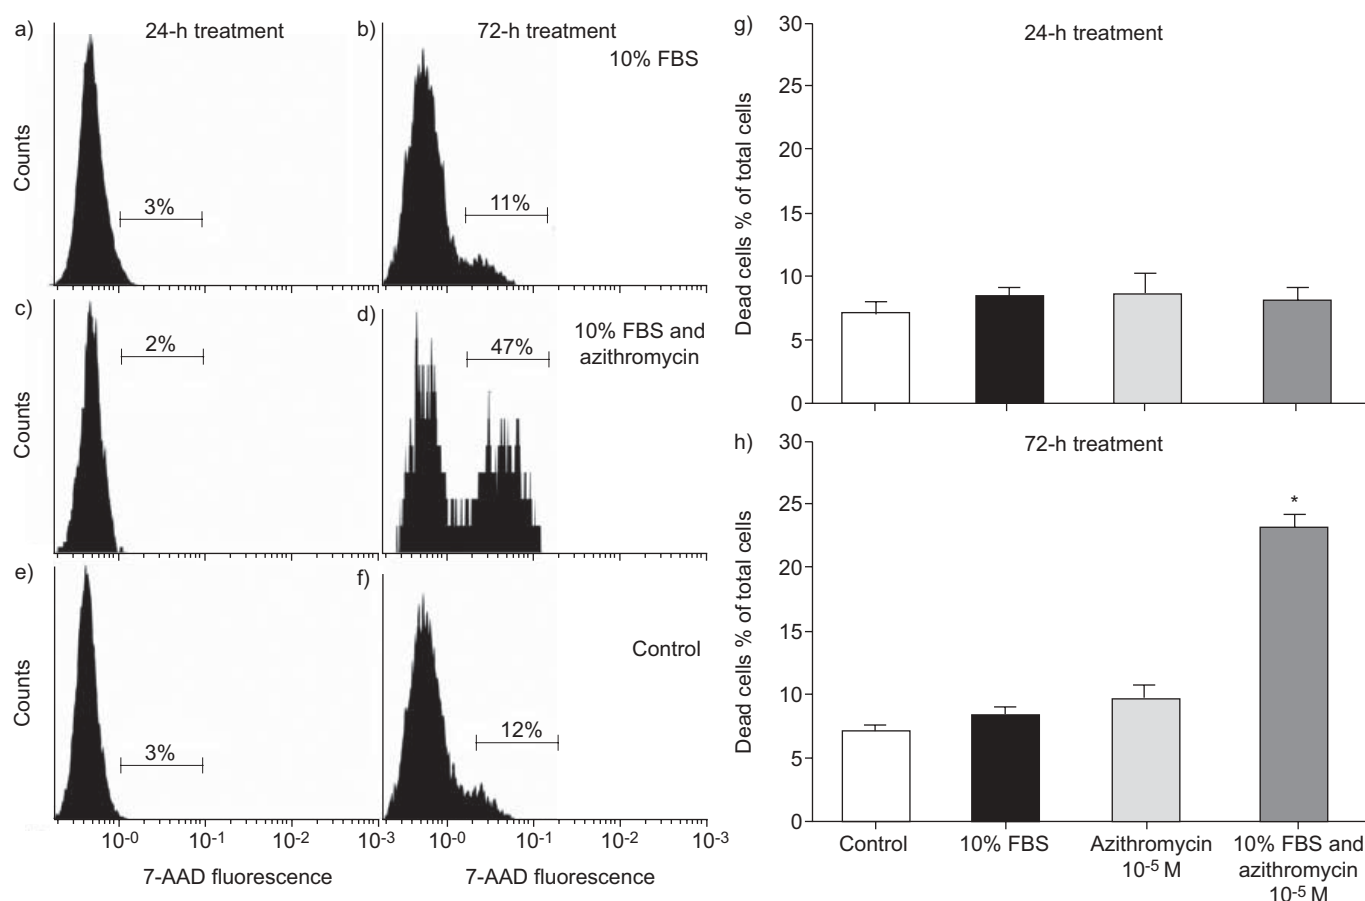 a)
24-h treatment
b)
72-h treatment
10% FBS
Counts
3%
11%
c)
d)
10% FBS and
azithromycin
Counts
2%
47%
e)
f)
Control
Counts
3%
12%
10-0 10-1 10-2 10-3 10-0 10-1 10-2 10-3
7-AAD fluorescence
7-AAD fluorescence
g)
24-h treatment
Dead cells % of total cells
30
25
20
15
10
5
0
h)
72-h treatment
Dead cells % of total cells
30
25
20
15
10
5
0
*
Control
10% FBS
Azithromycin
10-5 M
10% FBS and
azithromycin
10-5 M